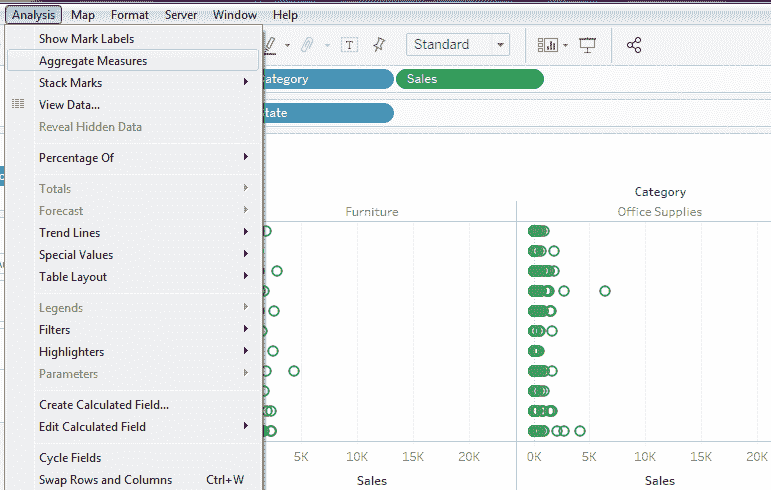 Analysis Map Format Server Window Help
Show Mark Labels
Aggregate Measures
Stack Marks
View Data...
Reveal Hidden Data
Percentage Of
Totals
Forecast
Trend Lines
Special Values
Table Layout
Legends
Filters
Highlighters
Parameters
Create Calculated Field...
Edit Calculated Field
Cycle Fields
Swap Rows and Columns Ctrl+W
T Standard
ategory Sales
tate
Category
Furniture Office Supplies
5K 10K 15K 20K 0K 5K 10K 15K 20K
Sales Sales